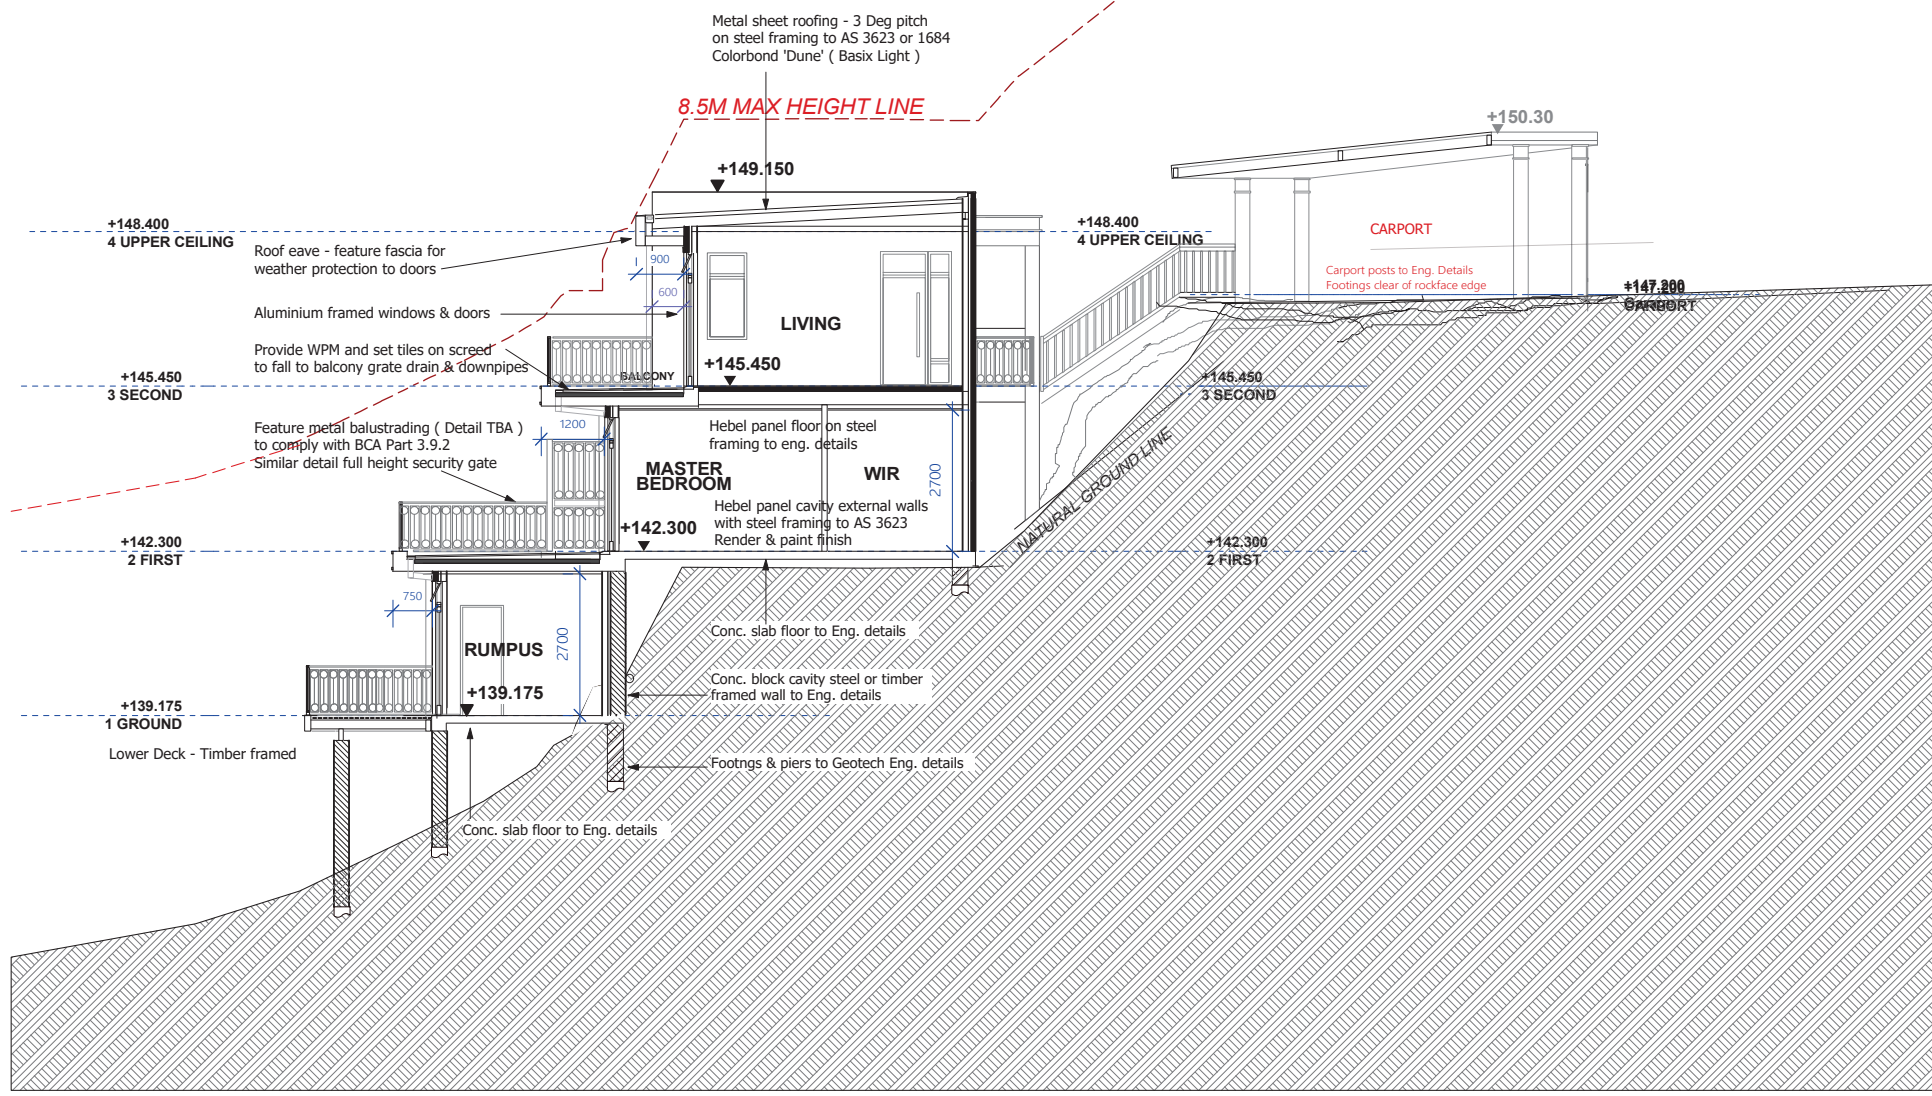 Metal sheet roofing - 3 Deg pitch
on steel framing to AS 3623 or 1684
Colorbond 'Dune' ( Basix Light )
8.5M MAX HEIGHT LINE
+150.30
+149.150
+148.400
4 UPPER CEILING
+148.400
4 UPPER CEILING
CARPORT
Roof eave - feature fascia for
weather protection to doors
900
600
Carport posts to Eng. Details
Footings clear of rockface edge
+147.200
CARPORT
Aluminium framed windows & doors
LIVING
Provide WPM and set tiles on screed
to fall to balcony grate drain & downpipes
+145.450
BALCONY
+145.450
3 SECOND
+145.450
3 SECOND
Feature metal balustrading ( Detail TBA )
to comply with BCA Part 3.9.2
Similar detail full height security gate
1200
Hebel panel floor on steel
framing to eng. details
MASTER
BEDROOM
WIR
2700
NATURAL GROUND LINE
Hebel panel cavity external walls
with steel framing to AS 3623
Render & paint finish
+142.300
+142.300
2 FIRST
+142.300
2 FIRST
750
2700
RUMPUS
Conc. slab floor to Eng. details
+139.175
Conc. block cavity steel or timber
framed wall to Eng. details
+139.175
1 GROUND
Lower Deck - Timber framed
Footngs & piers to Geotech Eng. details
Conc. slab floor to Eng. details